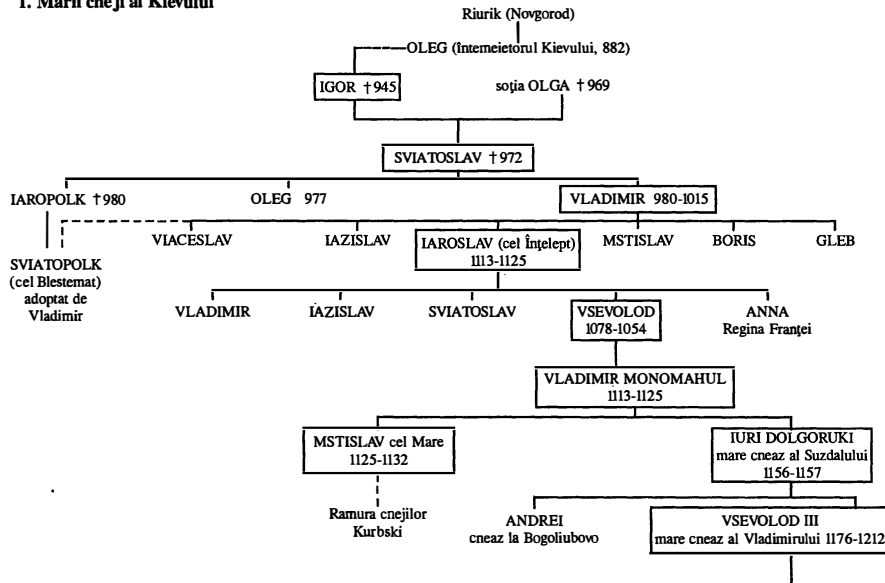 1. Marii cneji ai Kievului
Riurik (Novgorod)
OLEG (întemeietorul Kievului, 882)
IGOR †945
soţia OLGA †969
SVIATOSLAV †972
IAROPOLK †980
OLEG 977
VLADIMIR 980-1015
VIACESLAV
IAZISLAV
IAROSLAV (cel Înţelept)
1113-1125
MSTISLAV
BORIS
GLEB
SVIATOPOLK
(cel Blestemat)
adoptat de
Vladimir
VLADIMIR
IAZISLAV
SVIATOSLAV
VSEVOLOD
1078-1054
ANNA
Regina Franţei
VLADIMIR MONOMAHUL
1113-1125
MSTISLAV cel Mare
1125-1132
IURI DOLGORUKI
mare cneaz al Suzdalului
1156-1157
Ramura cnejilor
Kurbski
ANDREI
cneaz la Bogoliubovo
VSEVOLOD III
mare cneaz al Vladimirului 1176-1212